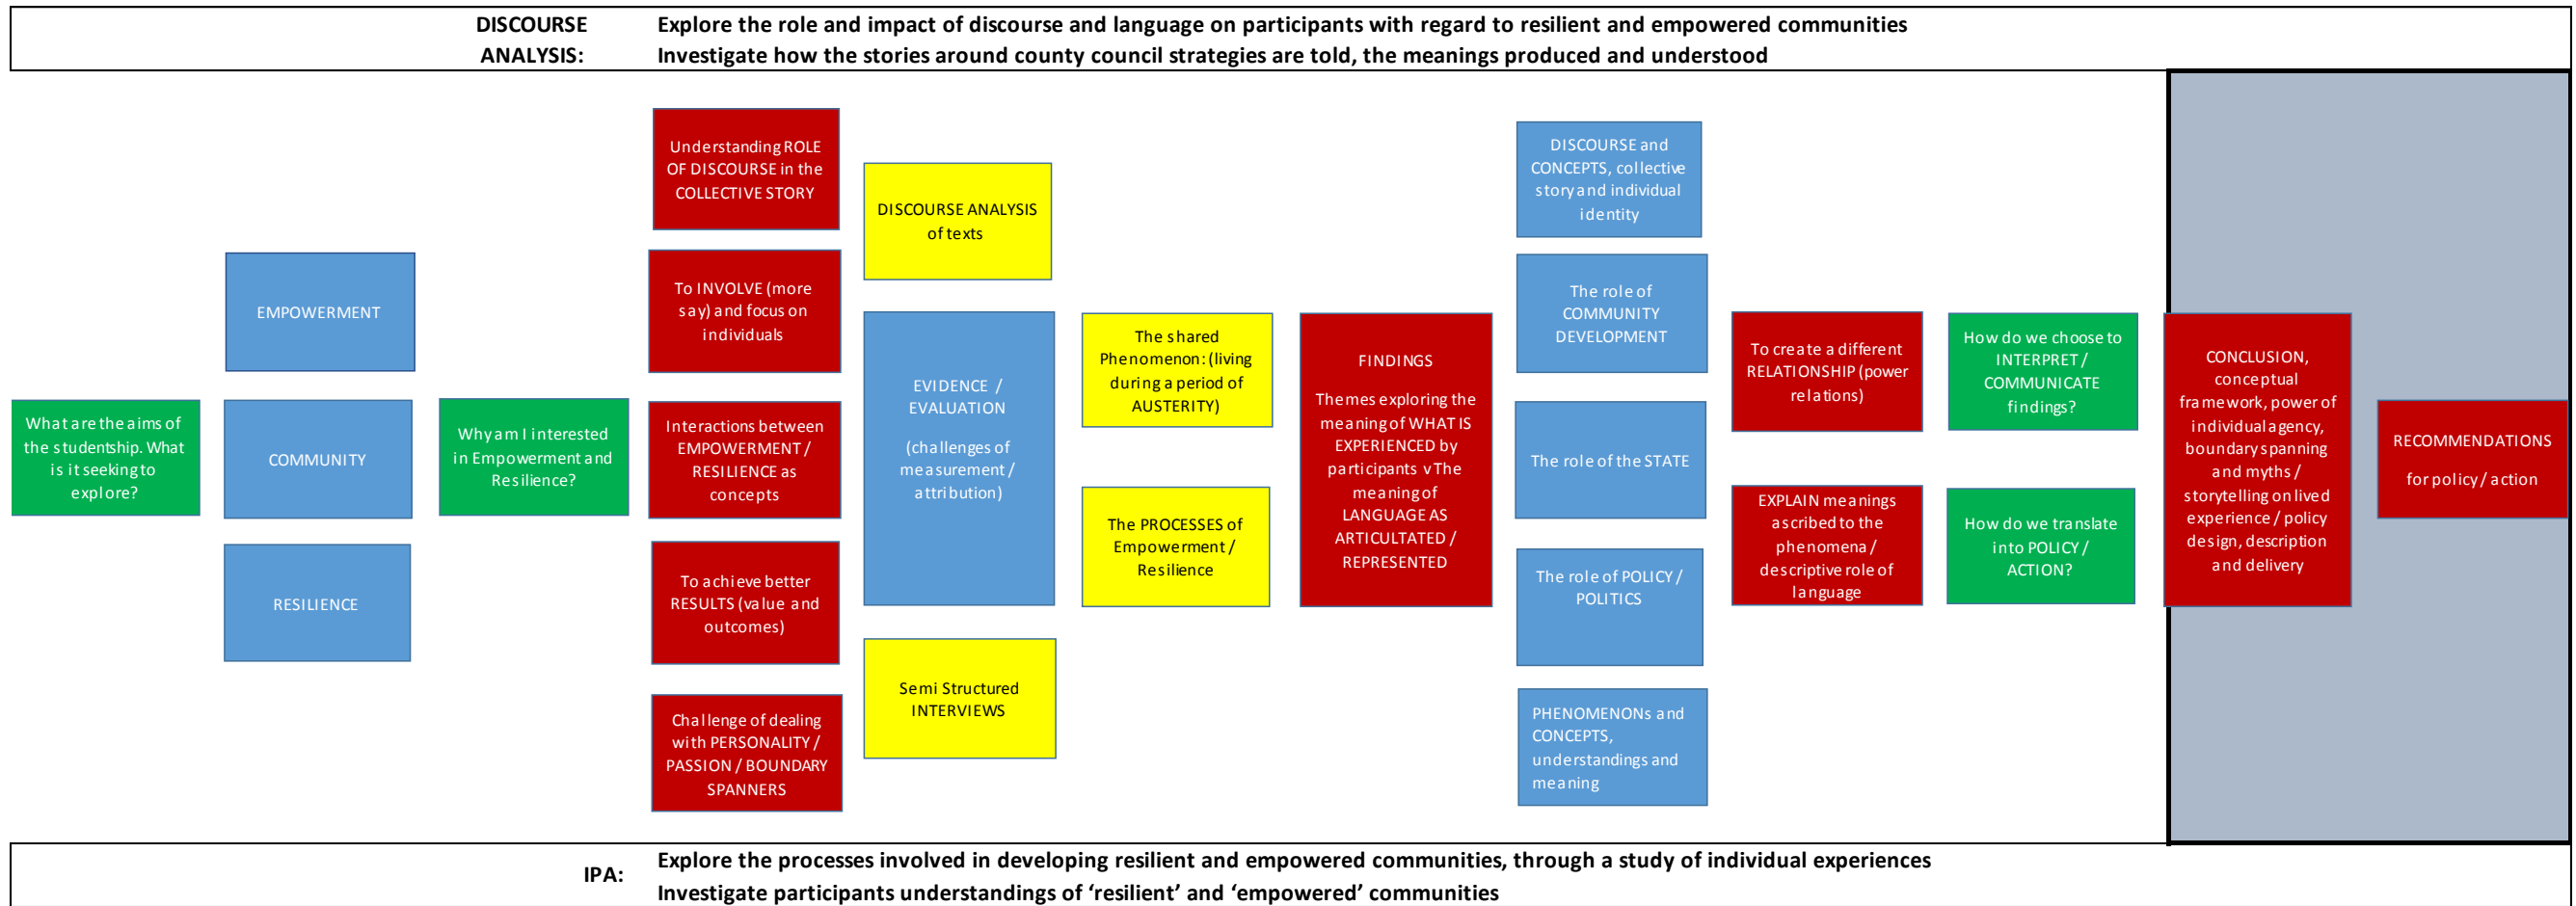 DISCOURSE ANALYSIS:
Explore the role and impact of discourse and language on participants with regard to resilient and empowered communities
Investigate how the stories around county council strategies are told, the meanings produced and understood
What are the aims of
the studentship. What
is it seeking to
explore?
EMPOWERMENT
COMMUNITY
RESILIENCE
Why am I interested
in Empowerment and
Resilience?
Understanding ROLE
OF DISCOURSE in the
COLLECTIVE STORY
To INVOLVE (more
say) and focus on
individuals
Interactions between
EMPOWERMENT /
RESILIENCE as
concepts
To achieve better
RESULTS (value and
outcomes)
Challenge of dealing
with PERSONALITY /
PASSION / BOUNDARY
SPANNERS
DISCOURSE ANALYSIS
of texts
EVIDENCE /
EVALUATION
(challenges of
measurement /
attribution)
Semi Structured
INTERVIEWS
The shared
Phenomenon: (living
during a period of
AUSTERITY)
The PROCESSES of
Empowerment /
Resilience
FINDINGS
Themes exploring the
meaning of WHAT IS
EXPERIENCED by
participants v The
meaning of
LANGUAGE AS
ARTICULTATED /
REPRESENTED
DISCOURSE and
CONCEPTS, collective
story and individual
identity
The role of
COMMUNITY
DEVELOPMENT
The role of the STATE
The role of POLICY /
POLITICS
PHENOMENONs and
CONCEPTS,
understandings and
meaning
To create a different
RELATIONSHIP (power
relations)
EXPLAIN meanings
ascribed to the
phenomena /
descriptive role of
language
How do we choose to
INTERPRET /
COMMUNICATE
findings?
How do we translate
into POLICY /
ACTION?
CONCLUSION,
conceptual
framework, power of
individual agency,
boundary spanning
and myths /
storytelling on lived
experience / policy
design, description
and delivery
RECOMMENDATIONS
for policy / action
IPA:
Explore the processes involved in developing resilient and empowered communities, through a study of individual experiences
Investigate participants understandings of ‘resilient’ and ‘empowered’ communities